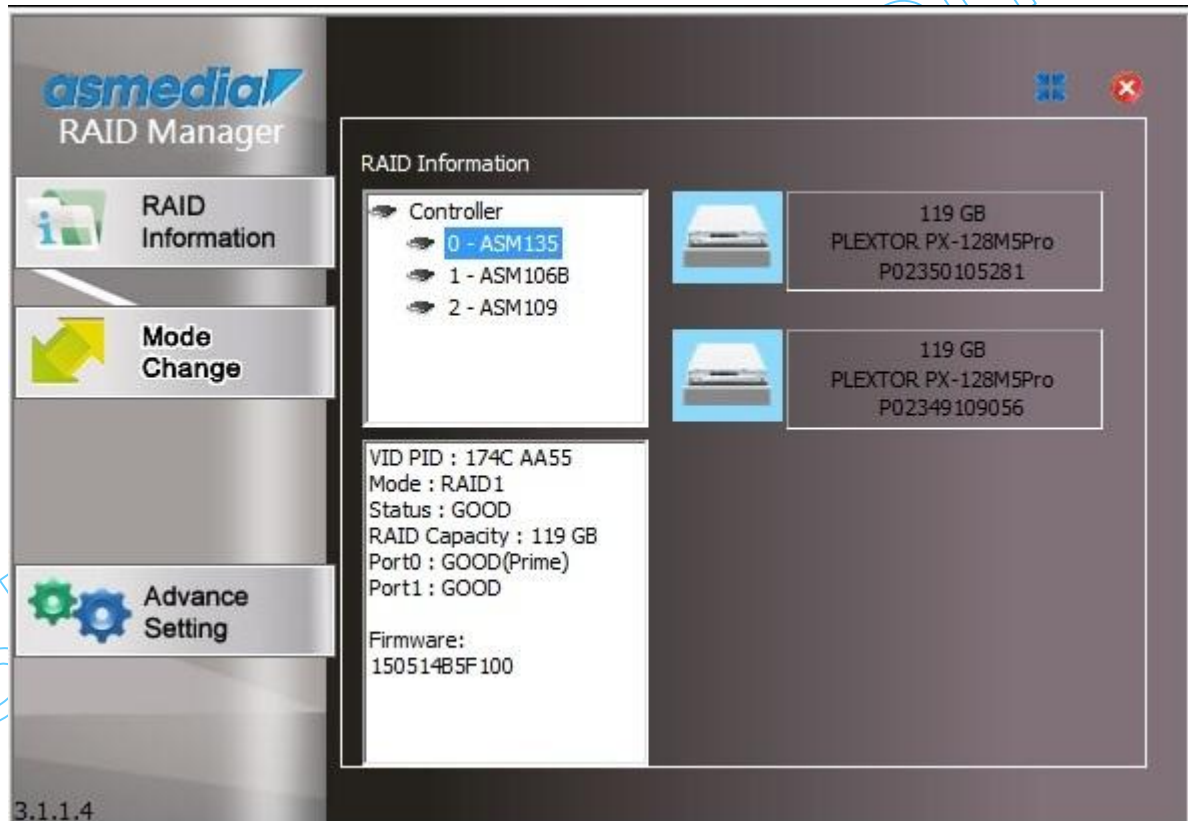 asmedia
RAID Manager
RAID
Information
Mode
Change
Advance
Setting
3.1.1.4
RAID Information
Controller
0 - ASM135
1 - ASM106B
2 - ASM109
VID PID : 174C AA55
Mode : RAID1
Status : GOOD
RAID Capacity : 119 GB
Port0 : GOOD(Prime)
Port1 : GOOD
Firmware:
150514B5F100
119 GB
PLEXTOR PX-128M5Pro
P02350105281
119 GB
PLEXTOR PX-128M5Pro
P02349109056